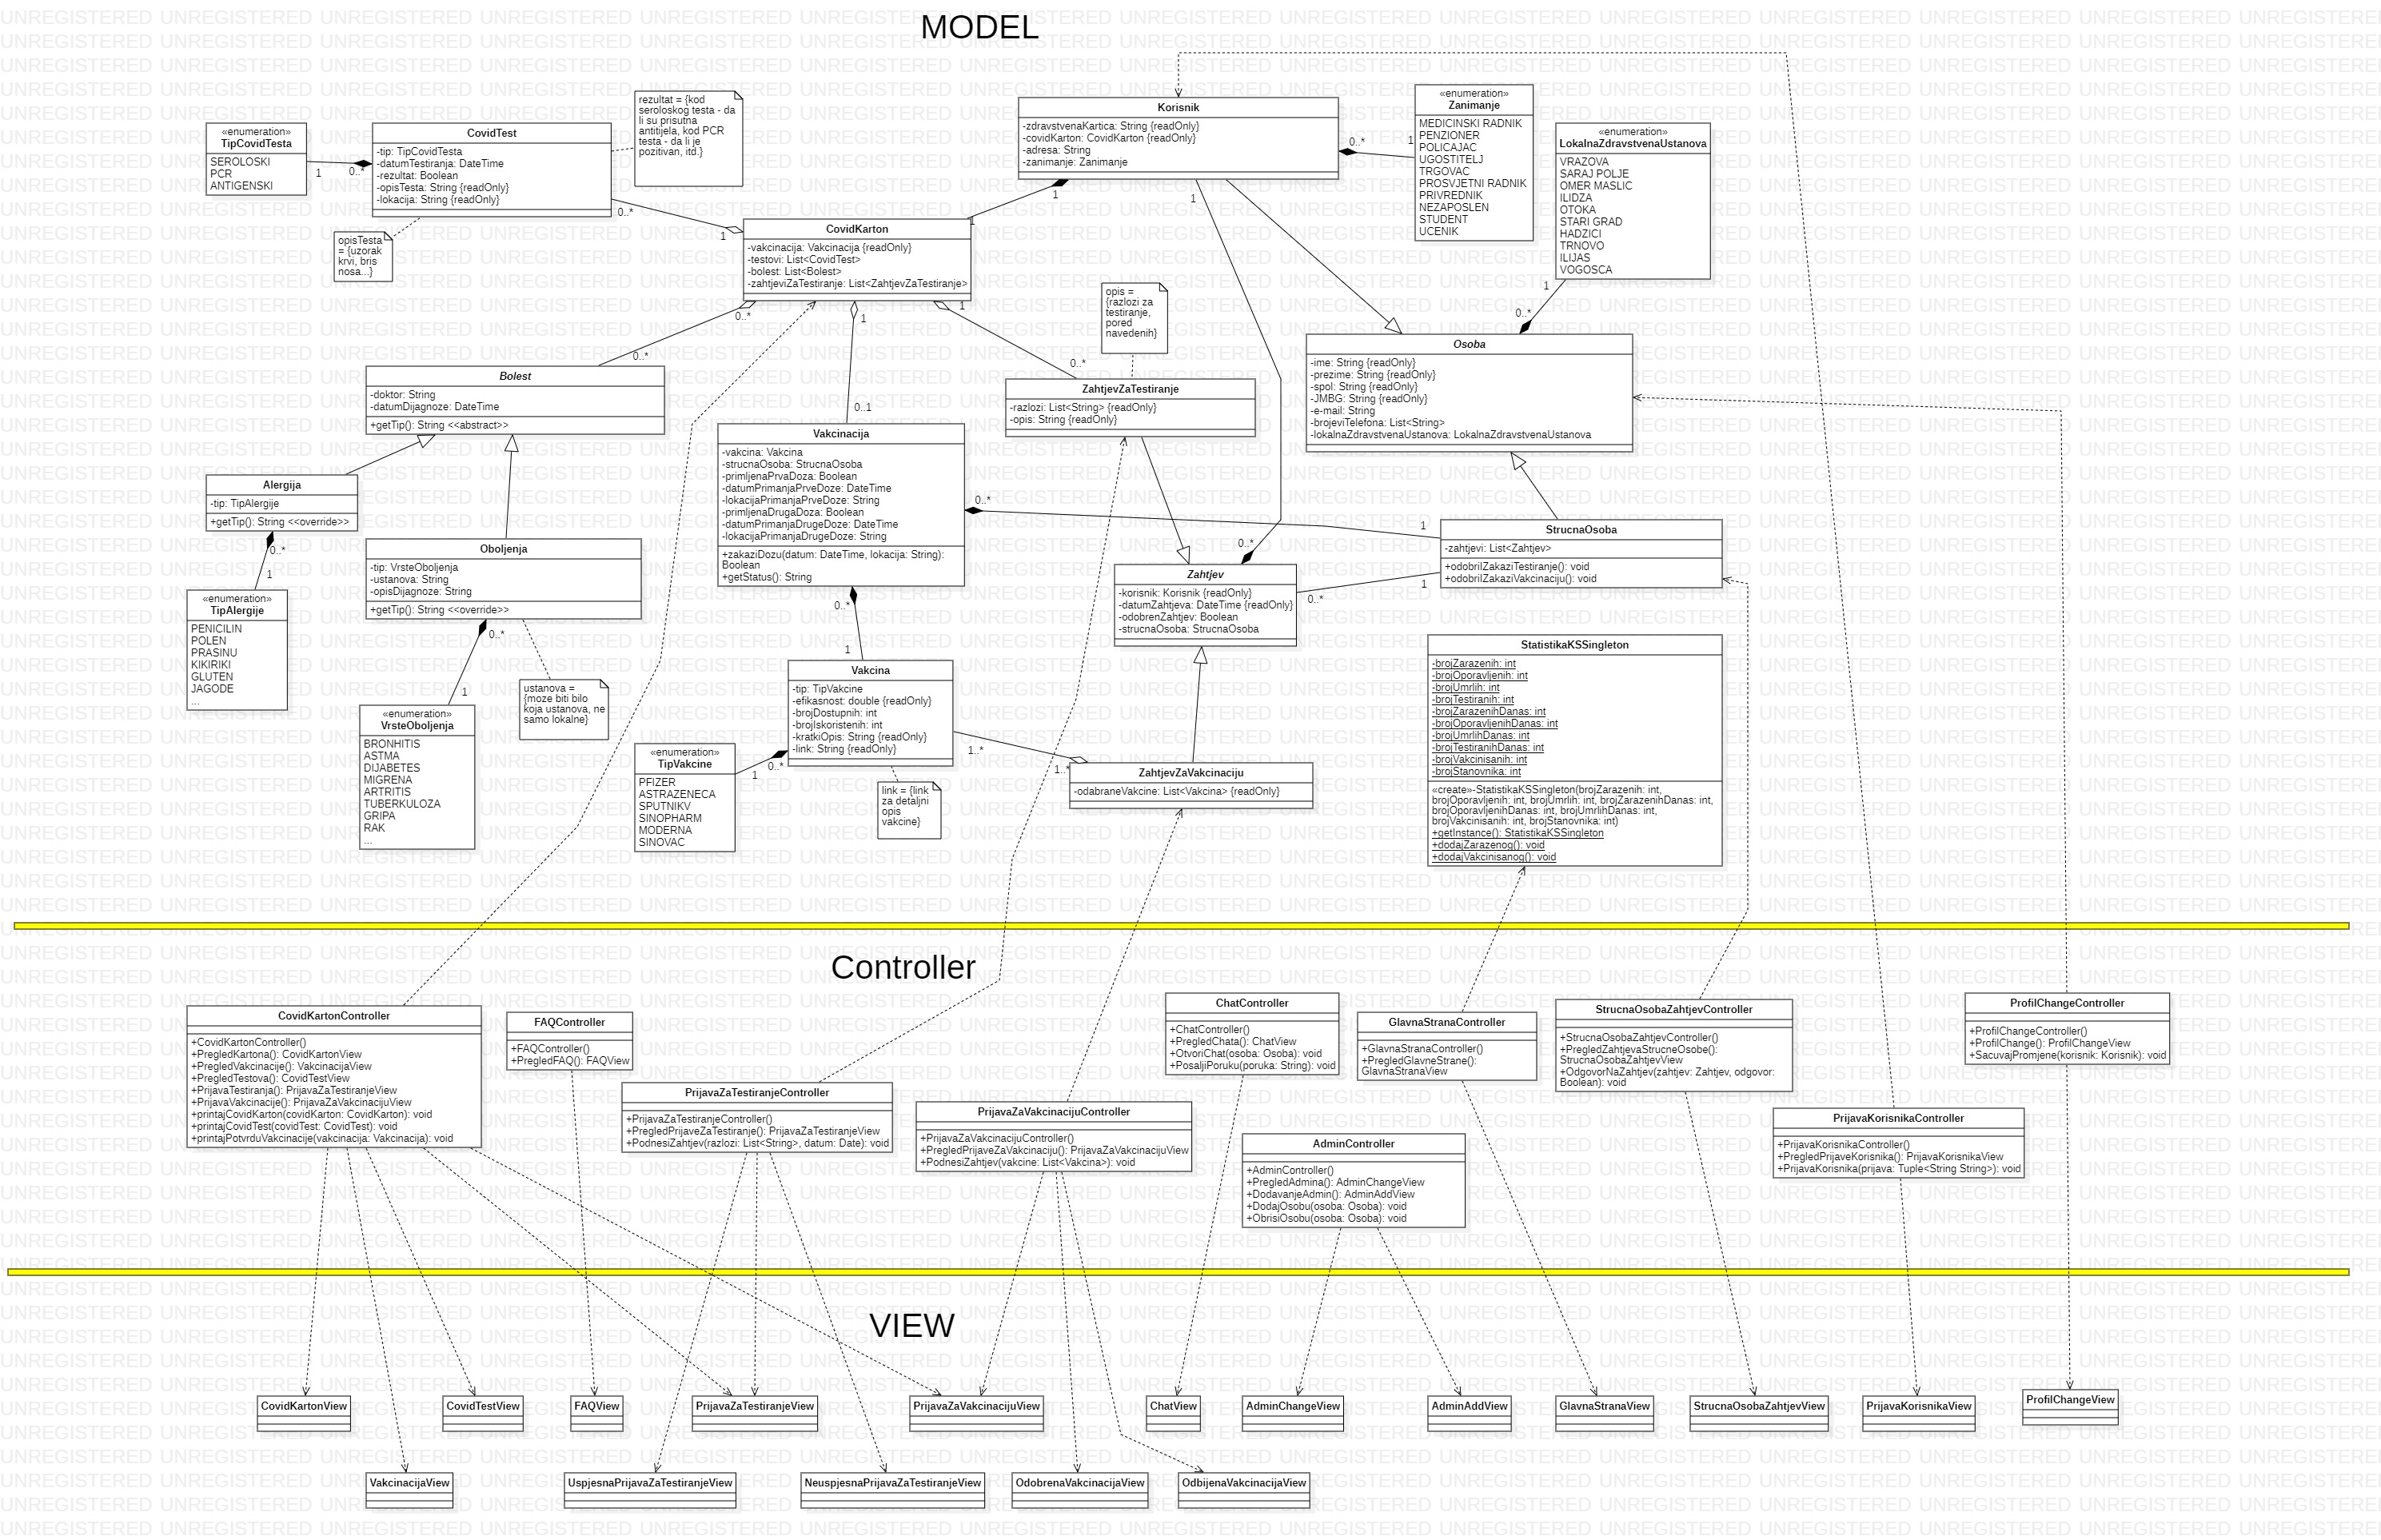 MODEL
«enumeration»
TipCovidTesta
SEROLOSKI
PCR
ANTIGENSKI
1
0..*
CovidTest
-tip: TipCovidTesta
-datumTestiranja: DateTime
-rezultat: Boolean
-opisTesta: String {readOnly}
-lokacija: String {readOnly}
rezultat = {kod
seroloskog testa - da
li su prisutna
antitijela, kod PCR
testa - da li je
pozitivan, itd.}
opisTesta
= {uzorak
krvi, bris
nosa...}
0..*
1
Korisnik
-zdravstvenaKartica: String {readOnly}
-covidKarton: CovidKarton {readOnly}
-adresa: String
-zanimanje: Zanimanje
0..*
1
1
1
1
«enumeration»
Zanimanje
MEDICINSKI RADNIK
PENZIONER
POLICAJAC
UGOSTITELJ
TRGOVAC
PROSVJETNI RADNIK
PRIVREDNIK
NEZAPOSLEN
STUDENT
UCENIK
«enumeration»
LokalnaZdravstvenaUstanova
VRAZOVA
SARAJ POLJE
OMER MASLIC
ILIDZA
OTOKA
STARI GRAD
HADZICI
TRNOVO
ILIJAS
VOGOSCA
1
0..*
CovidKarton
-vakcinacija: Vakcinacija {readOnly}
-testovi: List<CovidTest>
-bolest: List<Bolest>
-zahtjeviZaTestiranje: List<ZahtjevZaTestiranje>
0..*
0..*
1
0..1
1
0..*
opis =
{razlozi za
testiranje,
pored
navedenih}
Osoba
-ime: String {readOnly}
-prezime: String {readOnly}
-spol: String {readOnly}
-JMBG: String {readOnly}
-e-mail: String
-brojeviTelefona: List<String>
-lokalnaZdravstvenaUstanova: LokalnaZdravstvenaUstanova
Bolest
-doktor: String
-datumDijagnoze: DateTime
+getTip(): String <<abstract>>
ZahtjevZaTestiranje
-razlozi: List<String> {readOnly}
-opis: String {readOnly}
Vakcinacija
-vakcina: Vakcina
-strucnaOsoba: StrucnaOsoba
-primljenaPrvaDoza: Boolean
-datumPrimanjaPrveDoze: DateTime
-lokacijaPrimanjaPrveDoze: String
-primljenaDrugaDoza: Boolean
-datumPrimanjaDrugeDoze: DateTime
-lokacijaPrimanjaDrugeDoze: String
+zakaziDozu(datum: DateTime, lokacija: String):
Boolean
+getStatus(): String
0..*
1
0..*
1
Alergija
-tip: TipAlergije
+getTip(): String <<override>>
0..*
1
«enumeration»
TipAlergije
PENICILIN
POLEN
PRASINU
KIKIRIKI
GLUTEN
JAGODE
...
Oboljenja
-tip: VrsteOboljenja
-ustanova: String
-opisDijagnoze: String
+getTip(): String <<override>>
0..*
1
«enumeration»
VrsteOboljenja
BRONHITIS
ASTMA
DIJABETES
MIGRENA
ARTRITIS
TUBERKULOZA
GRIPA
RAK
...
ustanova =
{moze biti bilo
koja ustanova, ne
samo lokalne}
StrucnaOsoba
-zahtjevi: List<Zahtjev>
+odobriIZakaziTestiranje(): void
+odobriIZakaziVakcinaciju(): void
0..*
Zahtjev
-korisnik: Korisnik {readOnly}
-datumZahtjeva: DateTime {readOnly}
-odobrenZahtjev: Boolean
-strucnaOsoba: StrucnaOsoba
0..*
1
Vakcina
-tip: TipVakcine
-efikasnost: double {readOnly}
-brojDostupnih: int
-brojIskoristenih: int
-kratkiOpis: String {readOnly}
-link: String {readOnly}
0..*
1
«enumeration»
TipVakcine
PFIZER
ASTRAZENECA
SPUTNIKV
SINOPHARM
MODERNA
SINOVAC
link = {link
za detaljni
opis
vakcine}
1..*
1..*
ZahtjevZaVakcinaciju
-odabraneVakcine: List<Vakcina> {readOnly}
StatistikaKSSingleton
-brojZarazenih: int
-brojOporavljenih: int
-brojUmrlih: int
-brojTestiranih: int
-brojZarazenihDanas: int
-brojOporavljenihDanas: int
-brojUmrlihDanas: int
-brojTestiranihDanas: int
-brojVakcinisanih: int
-brojStanovnika: int
«create»-StatistikaKSSingleton(brojZarazenih: int,
brojOporavljenih: int, brojUmrlih: int, brojZarazenihDanas: int,
brojOporavljenihDanas: int, brojUmrlihDanas: int,
brojVakcinisanih: int, brojStanovnika: int)
+getInstance(): StatistikaKSSingleton
+dodajZarazenog(): void
+dodajVakcinisanog(): void
Controller
CovidKartonController
+CovidKartonController()
+PregledKartona(): CovidKartonView
+PregledVakcinacije(): VakcinacijaView
+PregledTestova(): CovidTestView
+PrijavaTestiranja(): PrijavaZaTestiranjeView
+PrijavaVakcinacije(): PrijavaZaVakcinacijuView
+printajCovidKarton(covidKarton: CovidKarton): void
+printajCovidTest(covidTest: CovidTest): void
+printajPotvrduVakcinacije(vakcinacija: Vakcinacija): void
FAQController
+FAQController()
+PregledFAQ(): FAQView
PrijavaZaTestiranjeController
+PrijavaZaTestiranjeController()
+PregledPrijaveZaTestiranje(): PrijavaZaTestiranjeView
+PodnesiZahtjev(razlozi: List<String>, datum: Date): void
PrijavaZaVakcinacijuController
+PrijavaZaVakcinacijuController()
+PregledPrijaveZaVakcinaciju(): PrijavaZaVakcinacijuView
+PodnesiZahtjev(vakcine: List<Vakcina>): void
ChatController
+ChatController()
+PregledChata(): ChatView
+OtvoriChat(osoba: Osoba): void
+PosaljiPoruku(poruka: String): void
AdminController
+AdminController()
+PregledAdmina(): AdminChangeView
+DodavanjeAdmin(): AdminAddView
+DodajOsobu(osoba: Osoba): void
+ObrisiOsobu(osoba: Osoba): void
GlavnaStranaController
+GlavnaStranaController()
+PregledGlavneStrane():
GlavnaStranaView
StrucnaOsobaZahtjevController
+StrucnaOsobaZahtjevController()
+PregledZahtjevaStrucneOsobe():
StrucnaOsobaZahtjevView
+OdgovorNaZahtjev(zahtjev: Zahtjev, odgovor:
Boolean): void
PrijavaKorisnikaController
+PrijavaKorisnikaController()
+PregledPrijaveKorisnika(): PrijavaKorisnikaView
+PrijavaKorisnika(prijava: Tuple<String String>): void
ProfilChangeController
+ProfilChangeController()
+ProfilChange(): ProfilChangeView
+SacuvajPromjene(korisnik: Korisnik): void
VIEW
CovidKartonView
CovidTestView
FAQView
PrijavaZaTestiranjeView
PrijavaZaVakcinacijuView
ChatView
AdminChangeView
AdminAddView
GlavnaStranaView
StrucnaOsobaZahtjevView
PrijavaKorisnikaView
ProfilChangeView
VakcinacijaView
UspjesnaPrijavaZaTestiranjeView
NeuspjesnaPrijavaZaTestiranjeView
OdobrenaVakcinacijaView
OdbijenaVakcinacijaView
UNREGISTERED